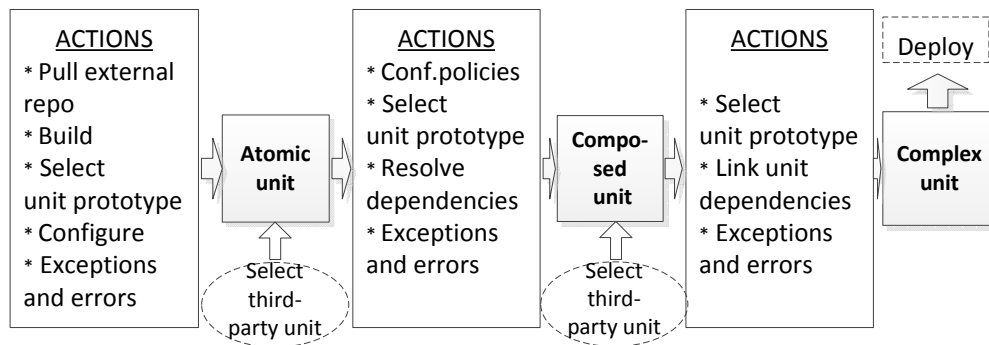 ACTIONS
* Pull external
repo
* Build
* Select
unit prototype
* Configure
* Exceptions
and errors
Atomic
unit
Select
third-
party unit
ACTIONS
* Conf.policies
* Select
unit prototype
* Resolve
dependencies
* Exceptions
and errors
Compo-
sed unit
Select
third-
party unit
ACTIONS
* Select
unit prototype
* Link unit
dependencies
* Exceptions
and errors
Deploy
Complex
unit